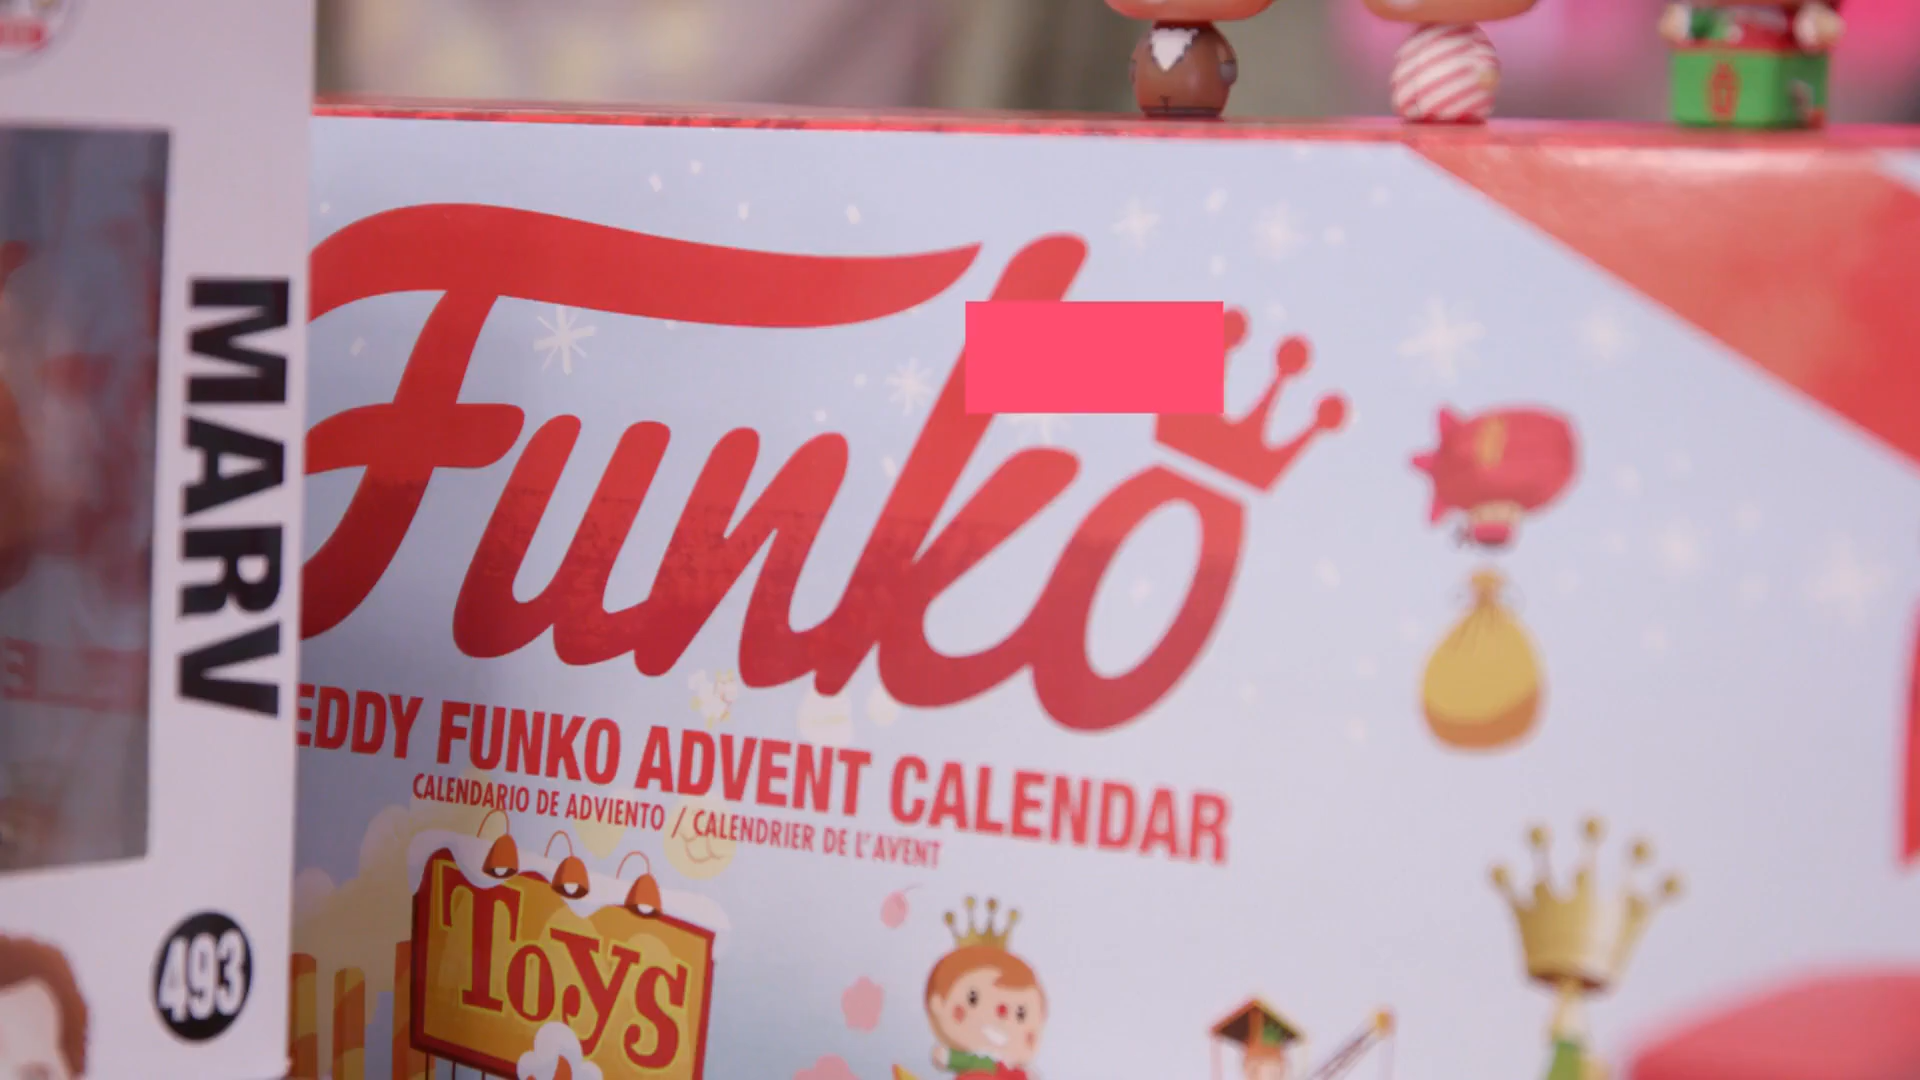 MARV
493
Funko
EDDY FUNKO ADVENT CALENDAR
CALENDARIO DE ADVIENTO / CALENDRIER DE L'AVENT
Toys